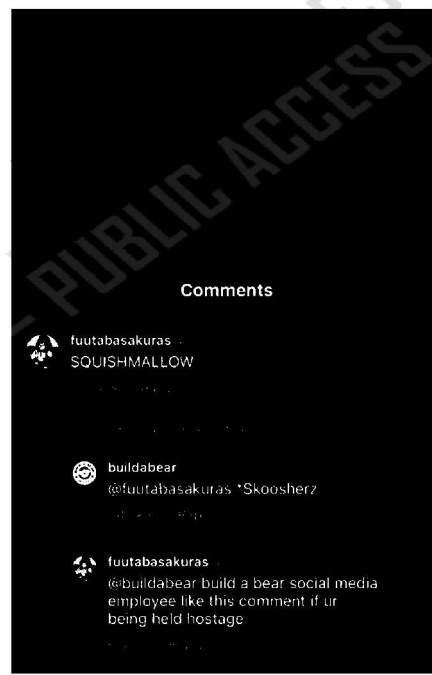 PUBLIC ACCESS
Comments
fuutabasakuras
SQUISHMALLOW
buildabear
@fuutabasakuras *Skoosherz
fuutabasakuras
@buildabear build a bear social media
employee like this comment if ur
being held hostage